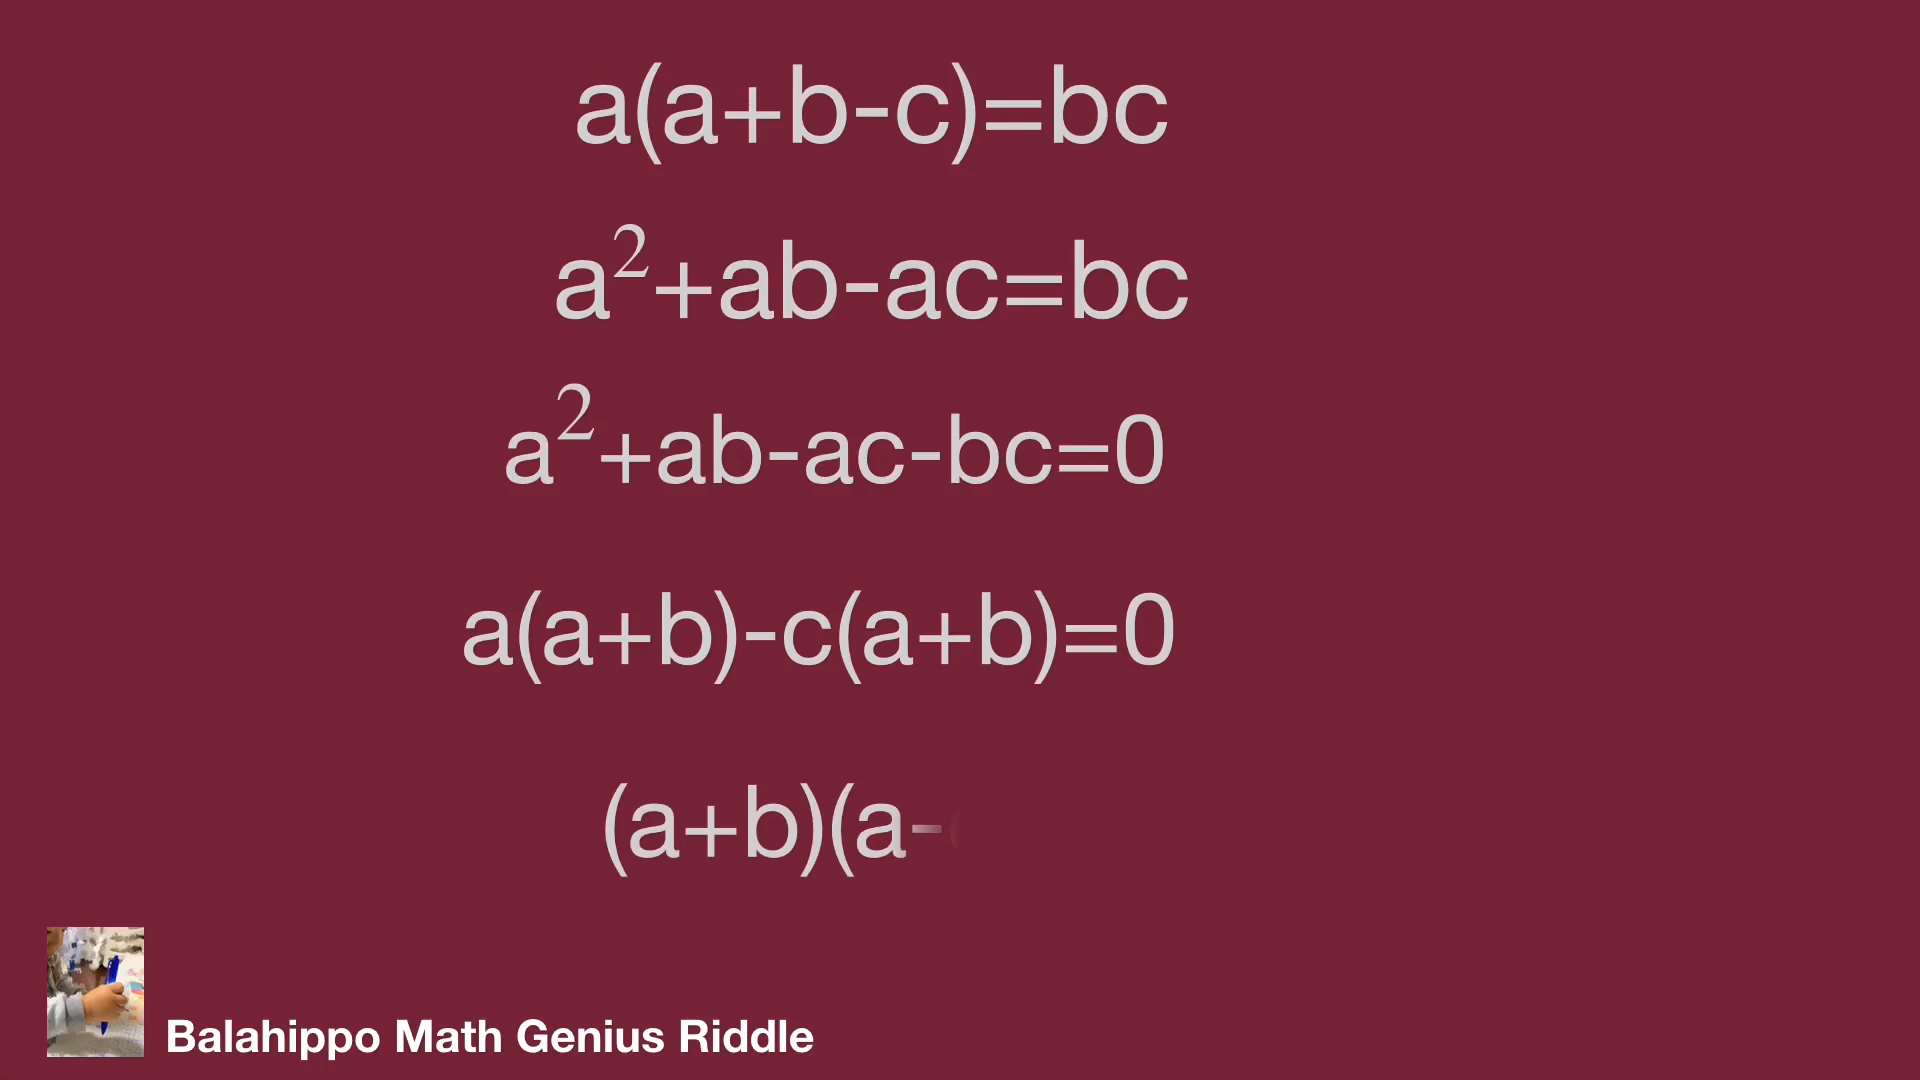 a(a+b-c)=bc
a²+ab-ac=bc
a²+ab-ac-bc=0
a(a+b)-c(a+b)=0
(a+b)(a-
Balahippo Math Genius Riddle